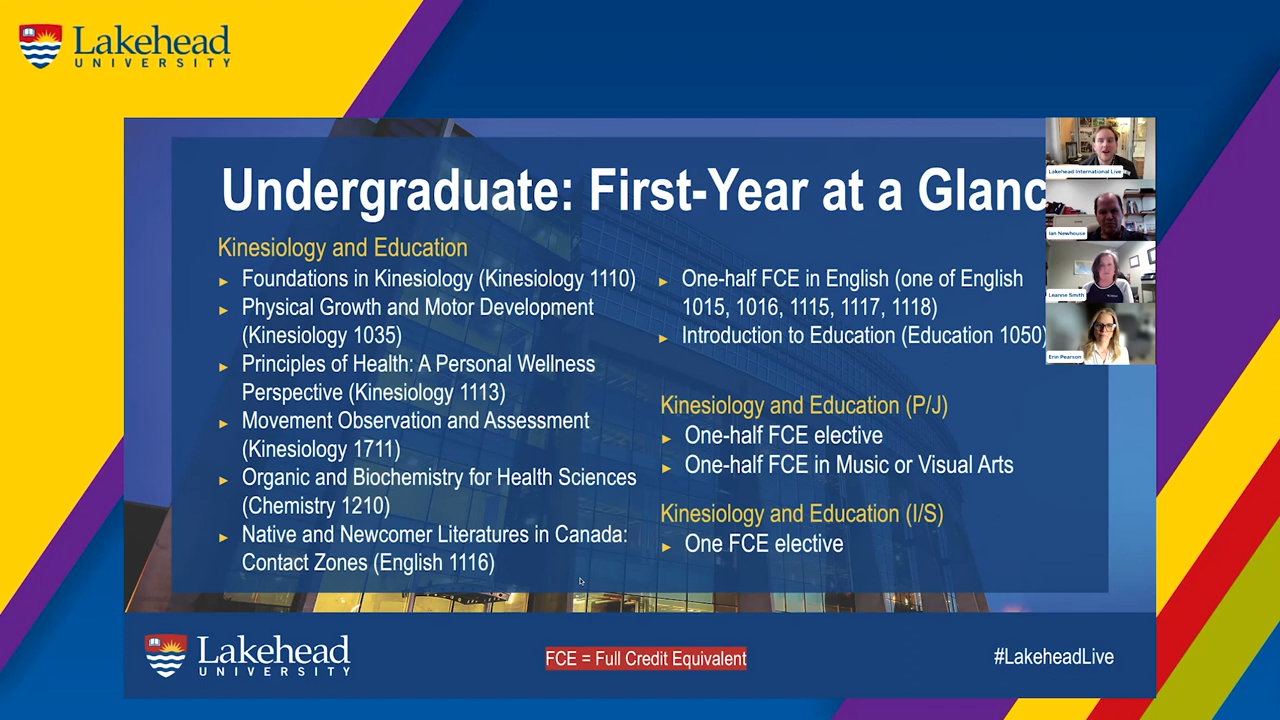 Lakehead
UNIVERSITY
Undergraduate: First-Year at a Glanc
Kinesiology and Education
Foundations in Kinesiology (Kinesiology 1110)
Physical Growth and Motor Development
(Kinesiology 1035)
Principles of Health: A Personal Wellness
Perspective (Kinesiology 1113)
Movement Observation and Assessment
(Kinesiology 1711)
Organic and Biochemistry for Health Sciences
(Chemistry 1210)
Native and Newcomer Literatures in Canada:
Contact Zones (English 1116)
One-half FCE in English (one of English
1015, 1016, 1115, 1117, 1118)
Introduction to Education (Education 1050)
Kinesiology and Education (P/J)
One-half FCE elective
One-half FCE in Music or Visual Arts
Kinesiology and Education (I/S)
One FCE elective
Lakehead International Live
Ian Newhouse
Leanne Smith
Erin Pearson
Lakehead
UNIVERSITY
FCE = Full Credit Equivalent
#LakeheadLive